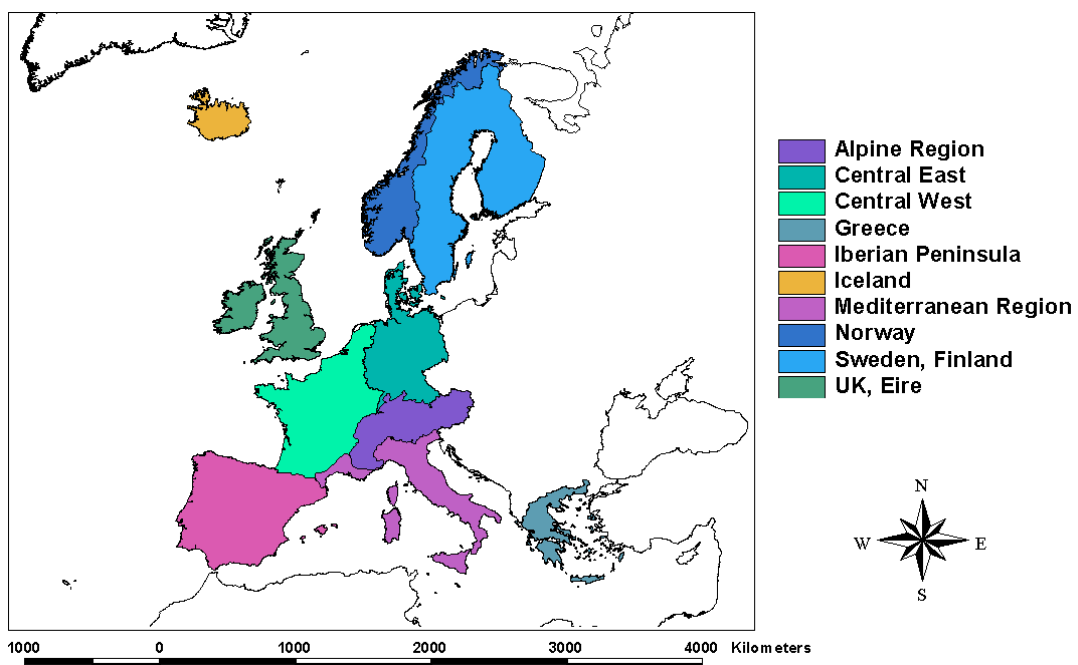 Alpine Region
Central East
Central West
Greece
Iberian Peninsula
Iceland
Mediterranean Region
Norway
Sweden, Finland
UK, Eire
N
W E
S
1000 0 1000 2000 3000 4000 Kilometers